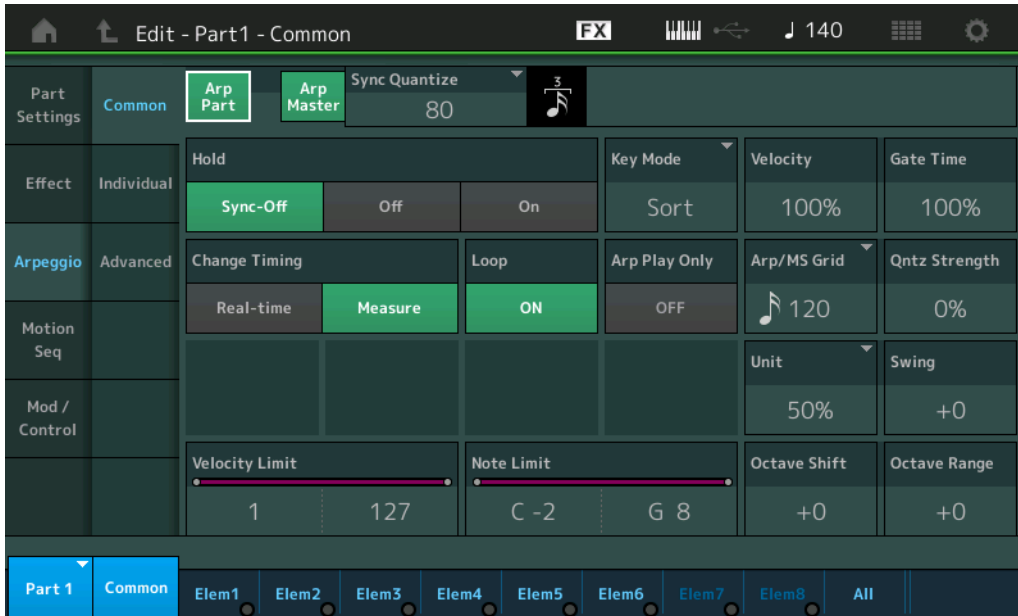 Edit - Part1 - Common
FX
140
Part
Settings
Common
Arp
Part
Arp
Master
Sync Quantize
80
3
Effect
Individual
Hold
Sync-Off
Off
On
Key Mode
Sort
Velocity
100%
Gate Time
100%
Arpeggio
Advanced
Change Timing
Real-time
Measure
Loop
ON
Arp Play Only
OFF
Arp/MS Grid
120
Qntz Strength
0%
Motion
Seq
Unit
50%
Swing
+0
Mod /
Control
Velocity Limit
1
127
Note Limit
C -2
G 8
Octave Shift
+0
Octave Range
+0
Part 1
Common
Elem1
Elem2
Elem3
Elem4
Elem5
Elem6
Elem7
Elem8
All